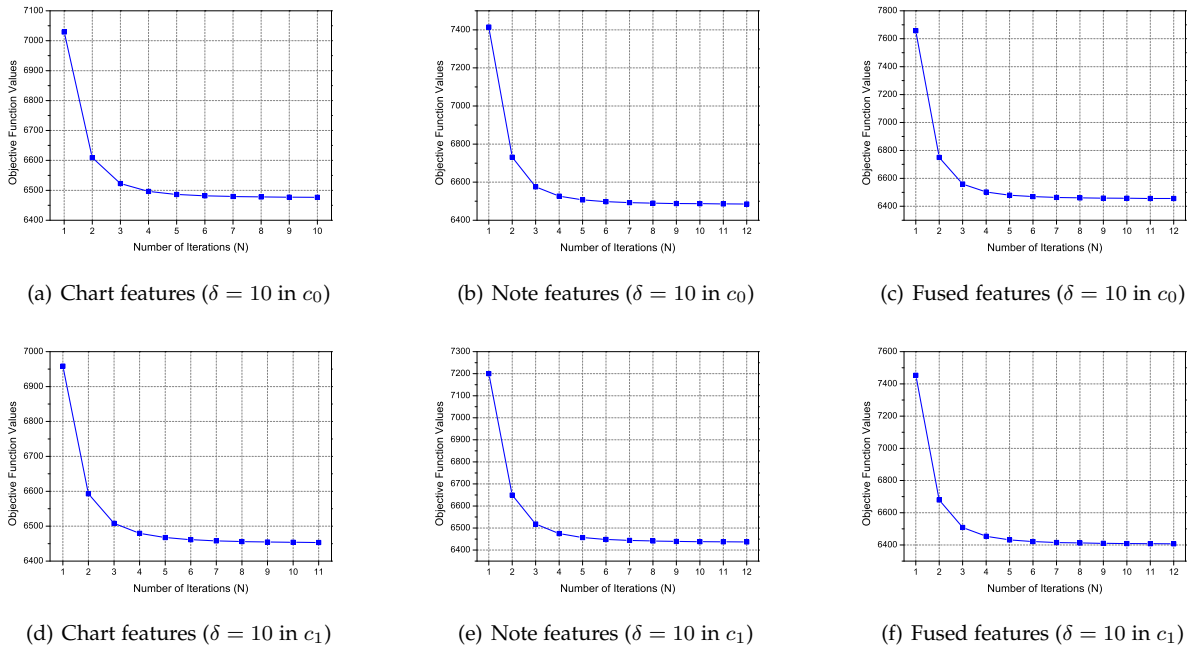 7100
7000
6900
6800
6700
6600
6500
6400
Objective Function Values
1 2 3 4 5 6 7 8 9 10
Number of Iterions (N)
(a) Chart features (δ = 10 in c0)
7400
7200
7000
6800
6600
6400
Objective Function Values
1 2 3 4 5 6 7 8 9 10 11 12
Number of Iterations (N)
(b) Note features (δ = 10 in c0)
7800
7600
7400
7200
7000
6800
6600
6400
Objective Function Values
1 2 3 4 5 6 7 8 9 10 11 12
Number of Iterations (N)
(c) Fused features (δ = 10 in c0)
7000
6900
6800
6700
6600
6500
6400
Objective Function Values
1 2 3 4 5 6 7 8 9 10 11
Number of Iterations (N)
(d) Chart features (δ = 10 in c1)
7300
7200
7100
7000
6900
6800
6700
6600
6500
6400
Objective Function Values
1 2 3 4 5 6 7 8 9 10 11 12
Number of Iterations (N)
(e) Note features (δ = 10 in c1)
7600
7400
7200
7000
6800
6600
6400
Objective Function Values
1 2 3 4 5 6 7 8 9 10 11 12
Number of Iterations (N)
(f) Fused features (δ = 10 in c1)